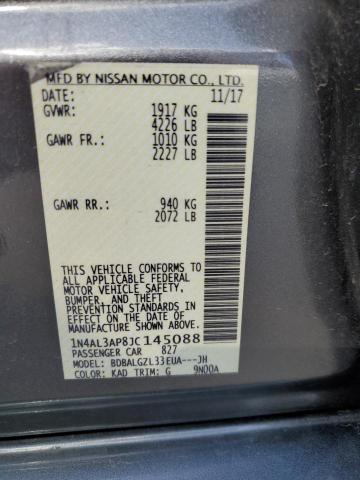 MFD BY NISSAN MOTOR CO., LTD.
DATE: 11/17
GVWR: 1917 KG
4226 LB
GAWR FR.: 1010 KG
2227 LB
GAWR RR.: 940 KG
2072 LB
THIS VEHICLE CONFORMS TO
ALL APPLICABLE FEDERAL
MOTOR VEHICLE SAFETY,
BUMPER, AND THEFT
PREVENTION STANDARDS IN
EFFECT ON THE DATE OF
MANUFACTURE SHOWN ABOVE.
1N4AL3AP8JC145088
PASSENGER CAR 827
MODEL: BDBALGZL33EUA---JH
COLOR: KAD TRIM: G 9N00A